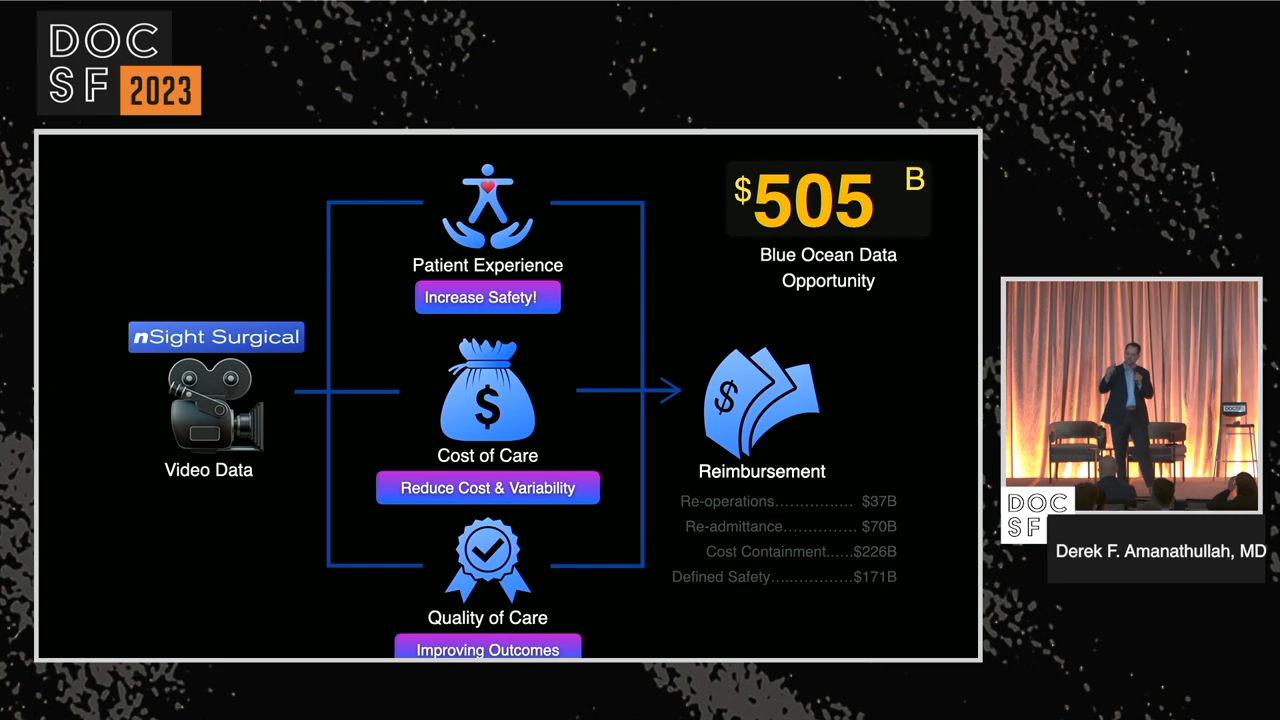 DOC
SF 2023
$505 B
Blue Ocean Data
Opportunity
Patient Experience
Increase Safety!
nSight Surgical
Video Data
$
Cost of Care
Reduce Cost & Variability
$
Reimbursement
Re-operations............... $37B
Re-admittance.............. $70B
Cost Containment.....$226B
Defined Safety................$171B
Quality of Care
Improving Outcomes
DOCSF
DOC
SF
Derek F. Amanathullah, MD